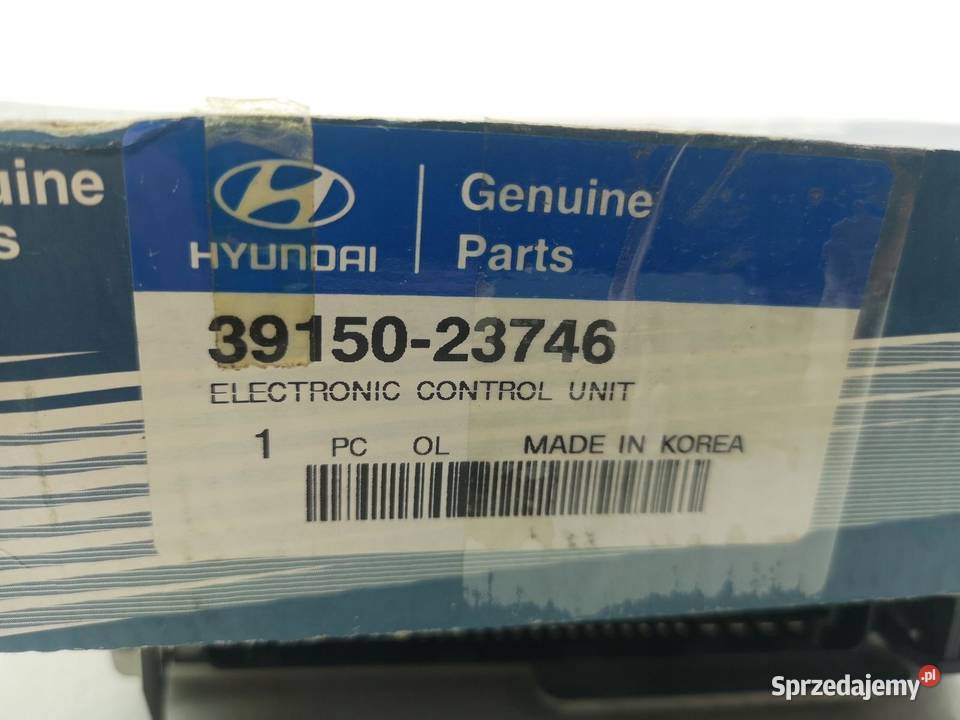 uine
s
HYUNDAI
Genuine
Parts
39150-23746
ELECTRONIC CONTROL UNIT
1 PC OL MADE IN KOREA
Sprzedajemy.pl